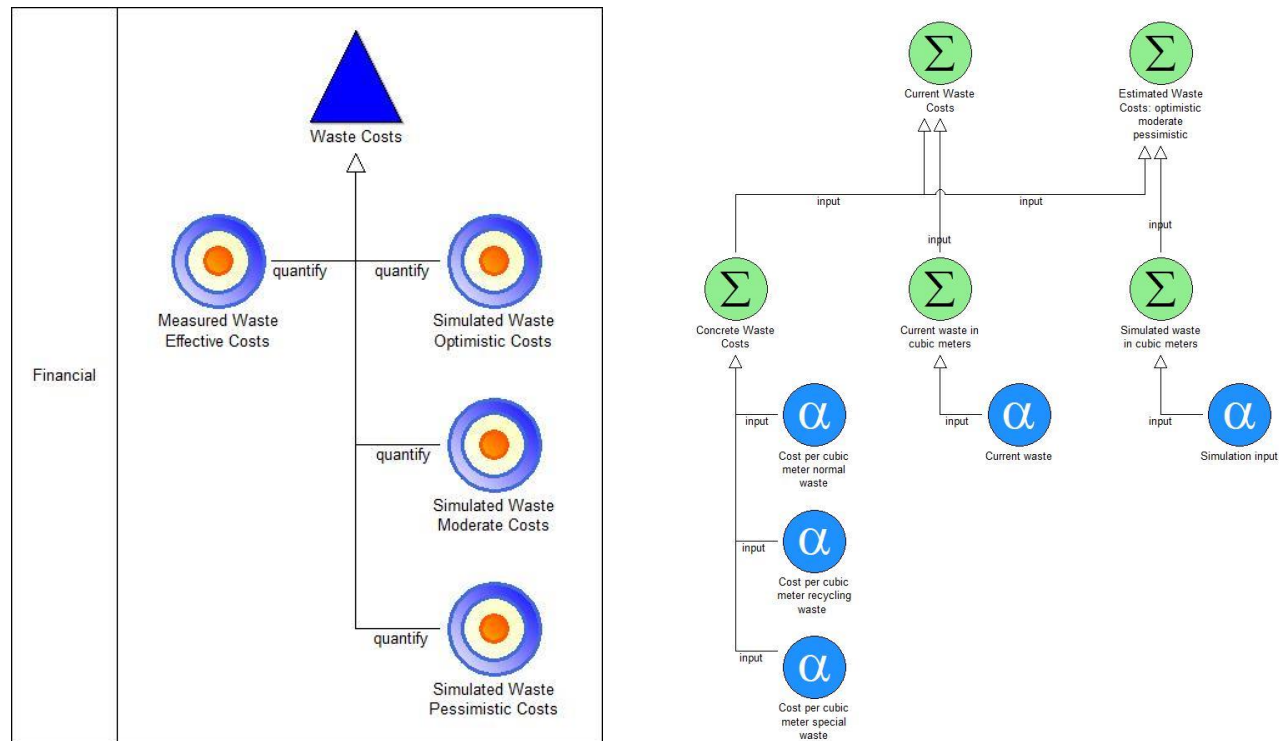 Financial
Waste Costs
quantify
quantify
Measured Waste
Effective Costs
Simulated Waste
Optimistic Costs
quantify
Simulated Waste
Moderate Costs
quantify
Simulated Waste
Pessimistic Costs
Σ
Current Waste
Costs
Σ
Estimated Waste
Costs: optimistic
moderate
pessimistic
input
input
input
input
Σ
Concrete Waste
Costs
Σ
Current waste in
cubic meters
Σ
Simulated waste
in cubic meters
input
α
Cost per cubic
meter normal
waste
input
α
Current waste
input
α
Simulation input
input
α
Cost per cubic
meter recycling
waste
input
α
Cost per cubic
meter special
waste